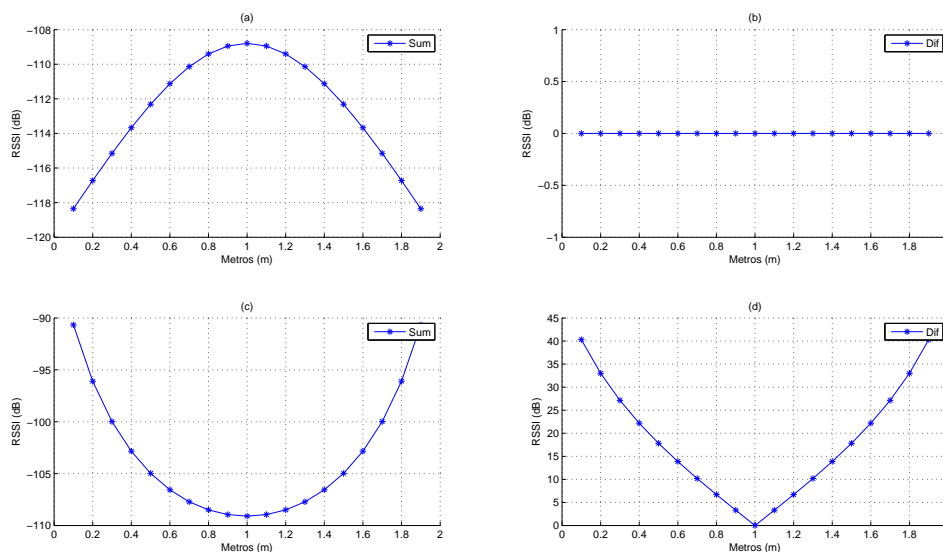 (a)
−108
−110
−112
−114
−116
−118
−120
RSSI (dB)
0 0.2 0.4 0.6 0.8 1.0 1.2 1.4 1.6 1.8 2
Metros (m)
Sum
(b)
1
0.5
0
−0.5
−1
RSSI (dB)
0 0.2 0.4 0.6 0.8 1.0 1.2 1.4 1.6 1.8
Metros (m)
Dif
(c)
−90
−95
−100
−105
−110
RSSI (dB)
0 0.2 0.4 0.6 0.8 1.0 1.2 1.4 1.6 1.8 2
Metros (m)
Sum
(d)
45
40
35
30
25
20
15
10
5
0
RSSI (dB)
0 0.2 0.4 0.6 0.8 1.0 1.2 1.4 1.6 1.8
Metros (m)
Dif